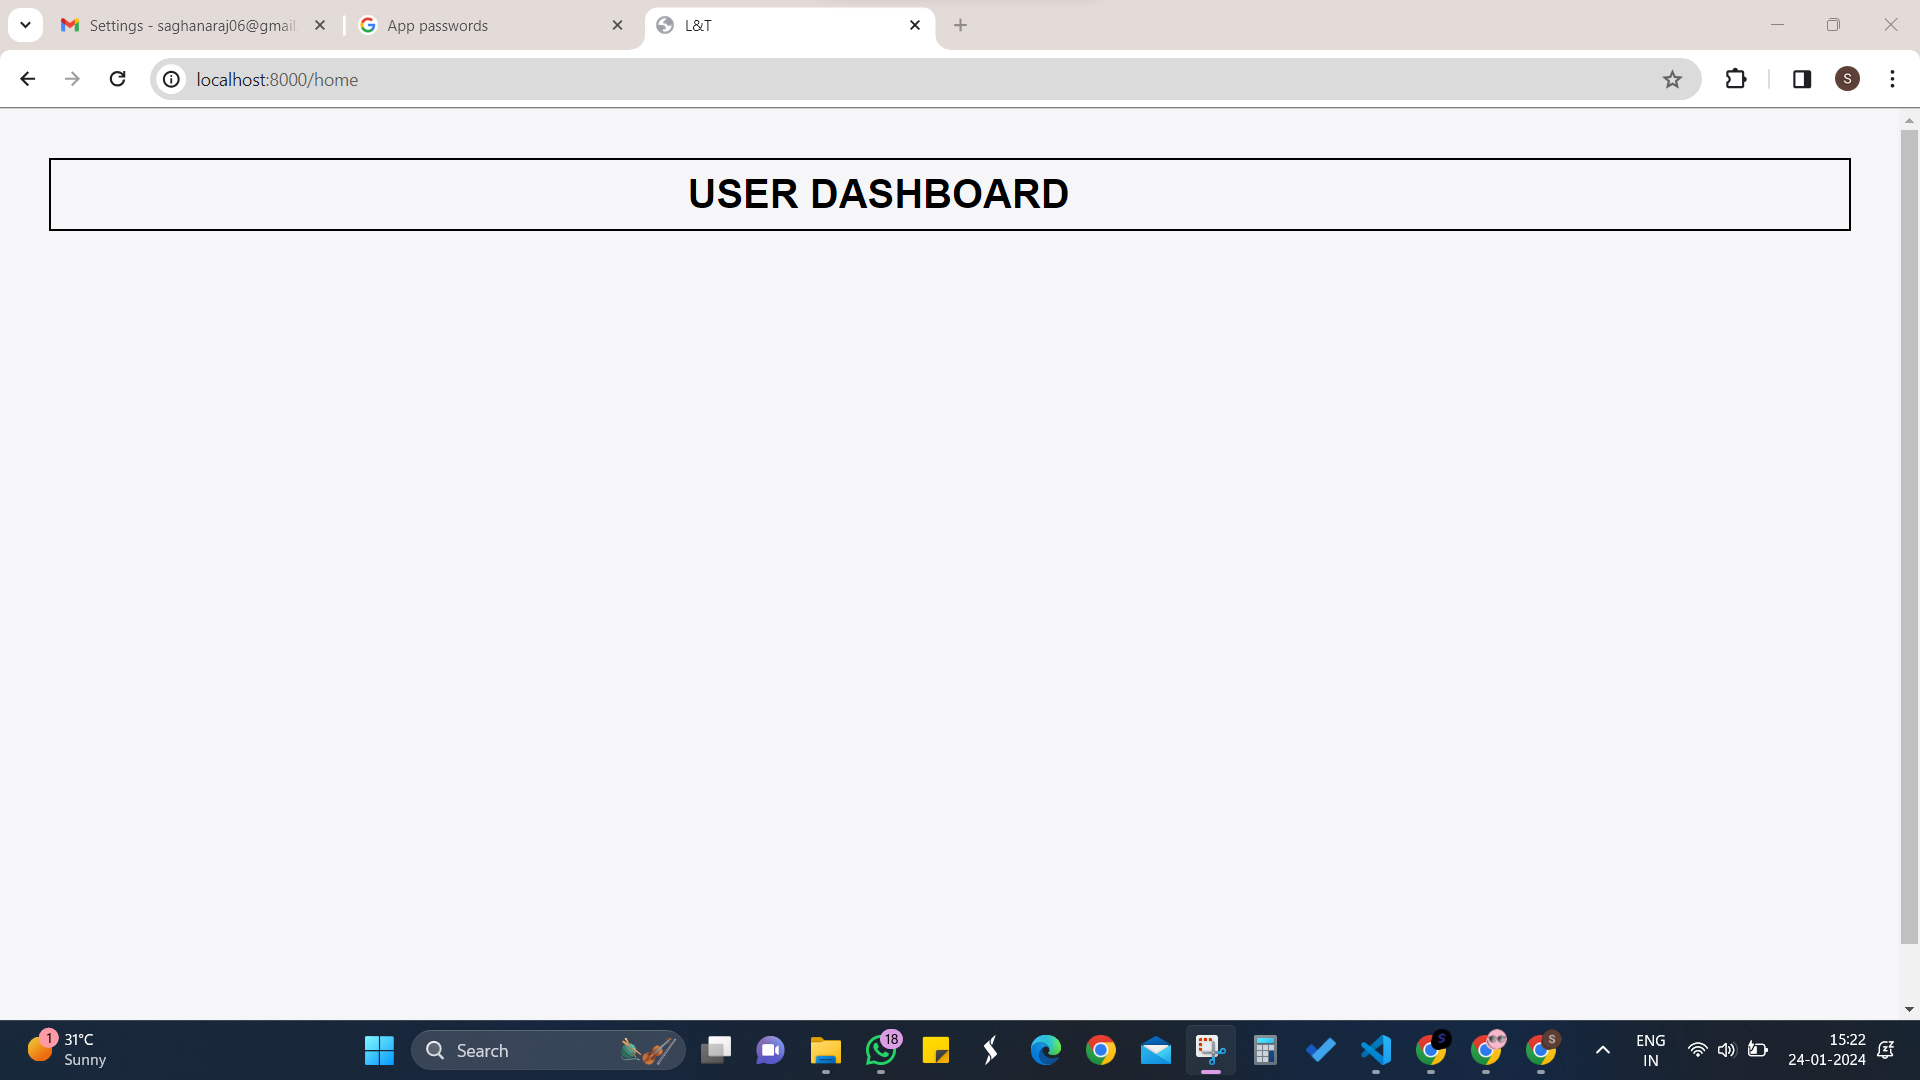 Settings - saghanaraj06@gmail.
App passwords
L&T
localhost:8000/home
S
USER DASHBOARD
1
31°C
Sunny
Search
18
S
S
ENG
IN
15:22
24-01-2024